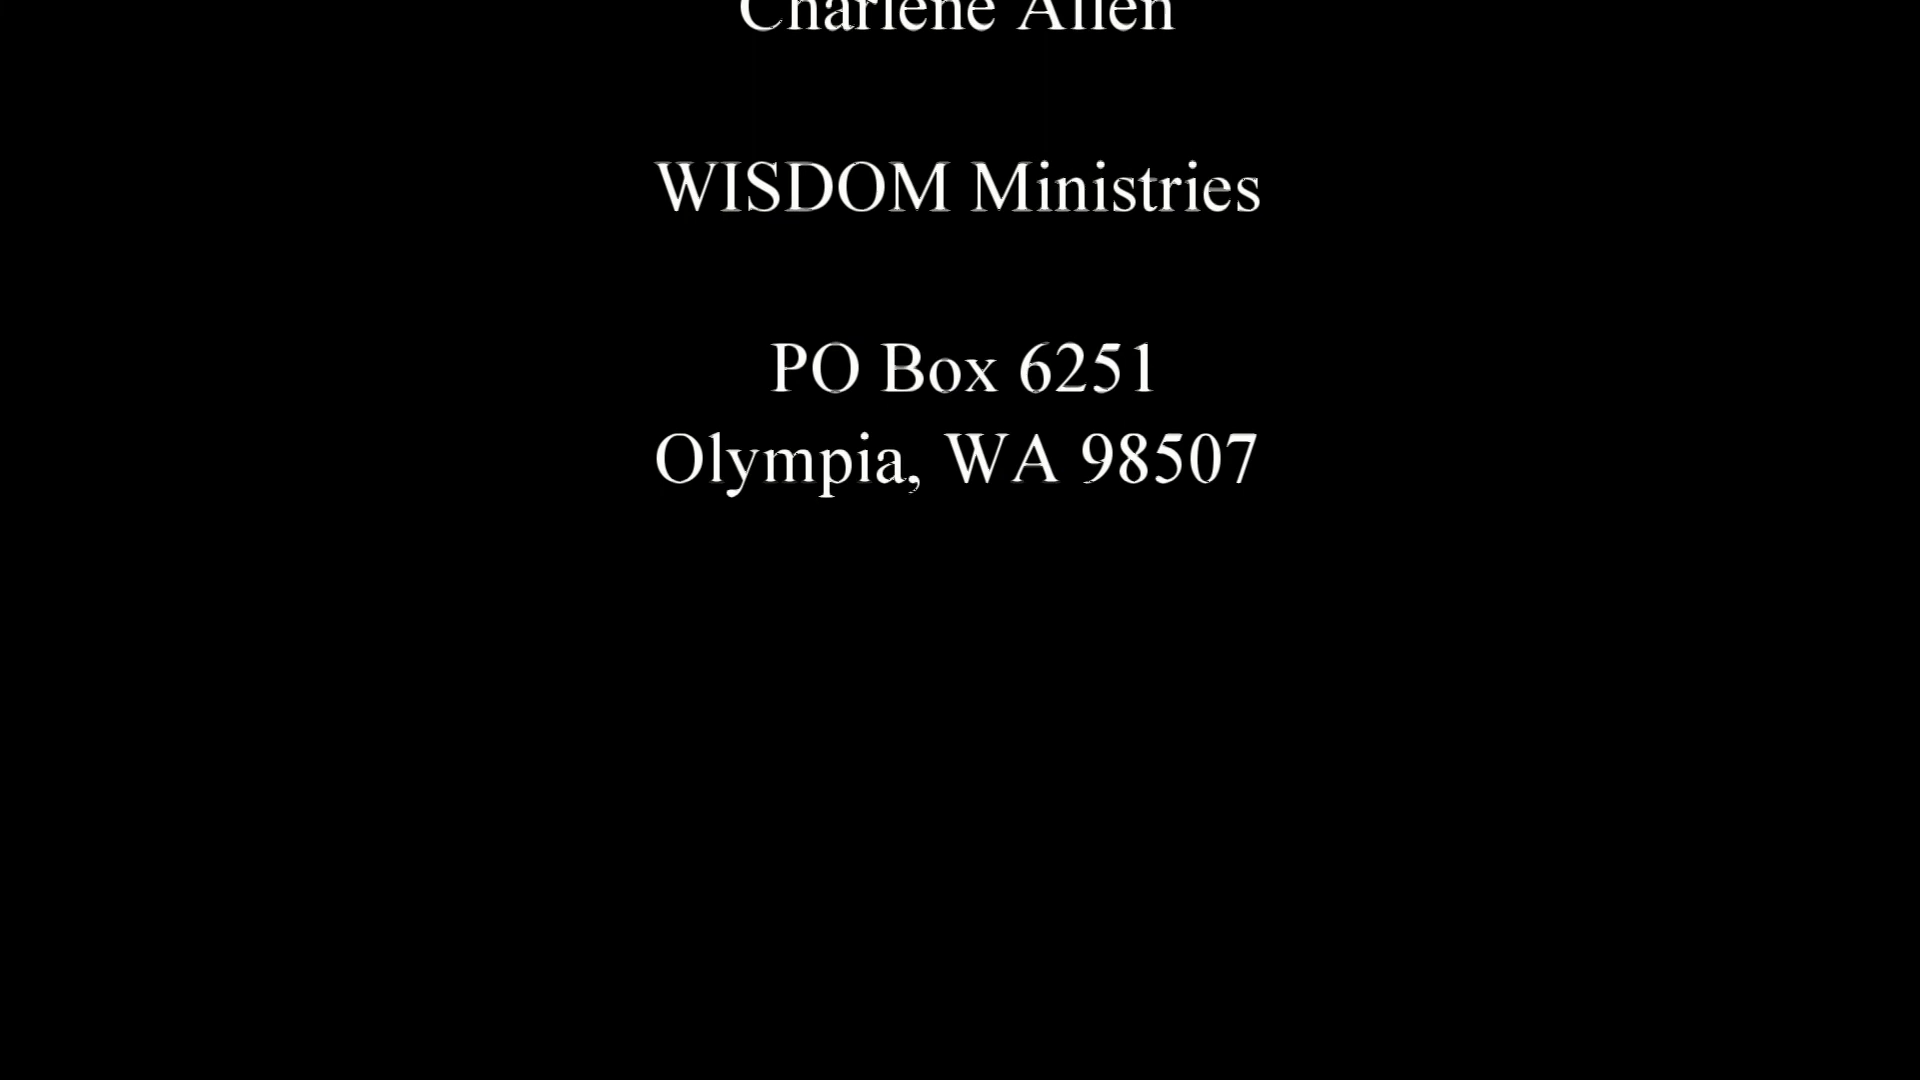 Charlene Allen
WISDOM Ministries
PO Box 6251
Olympia, WA 98507